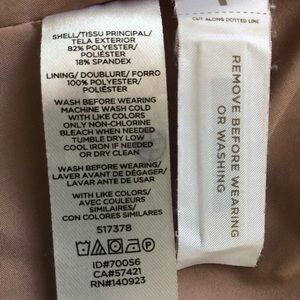 SHELL/TISSU PRINCIPAL/
TELA EXTERIOR
82% POLYESTER/
POLIÉSTER
18% SPANDEX
LINING/ DOUBLURE/ FORRO
100% POLYESTER/
POLIÉSTER
WASH BEFORE WEARING
MACHINE WASH COLD
WITH LIKE COLORS
ONLY NON-CHLORINE
BLEACH WHEN NEEDED
TUMBLE DRY LOW
COOL IRON IF NEEDED
OR DRY CLEAN
WASH BEFORE WEARING/
LAVER AVANT DE DÉGAGER/
LAVAR ANTE DE USAR
WITH LIKE COLORS/
AVEC COULEURS
SIMILAIRES/
CON COLORES SIMILARES
517378
ID#70056
CA#57421
RN#140923
CUT ALONG DOTTED LINE
REMOVE BEFORE WEARING
OR WASHING